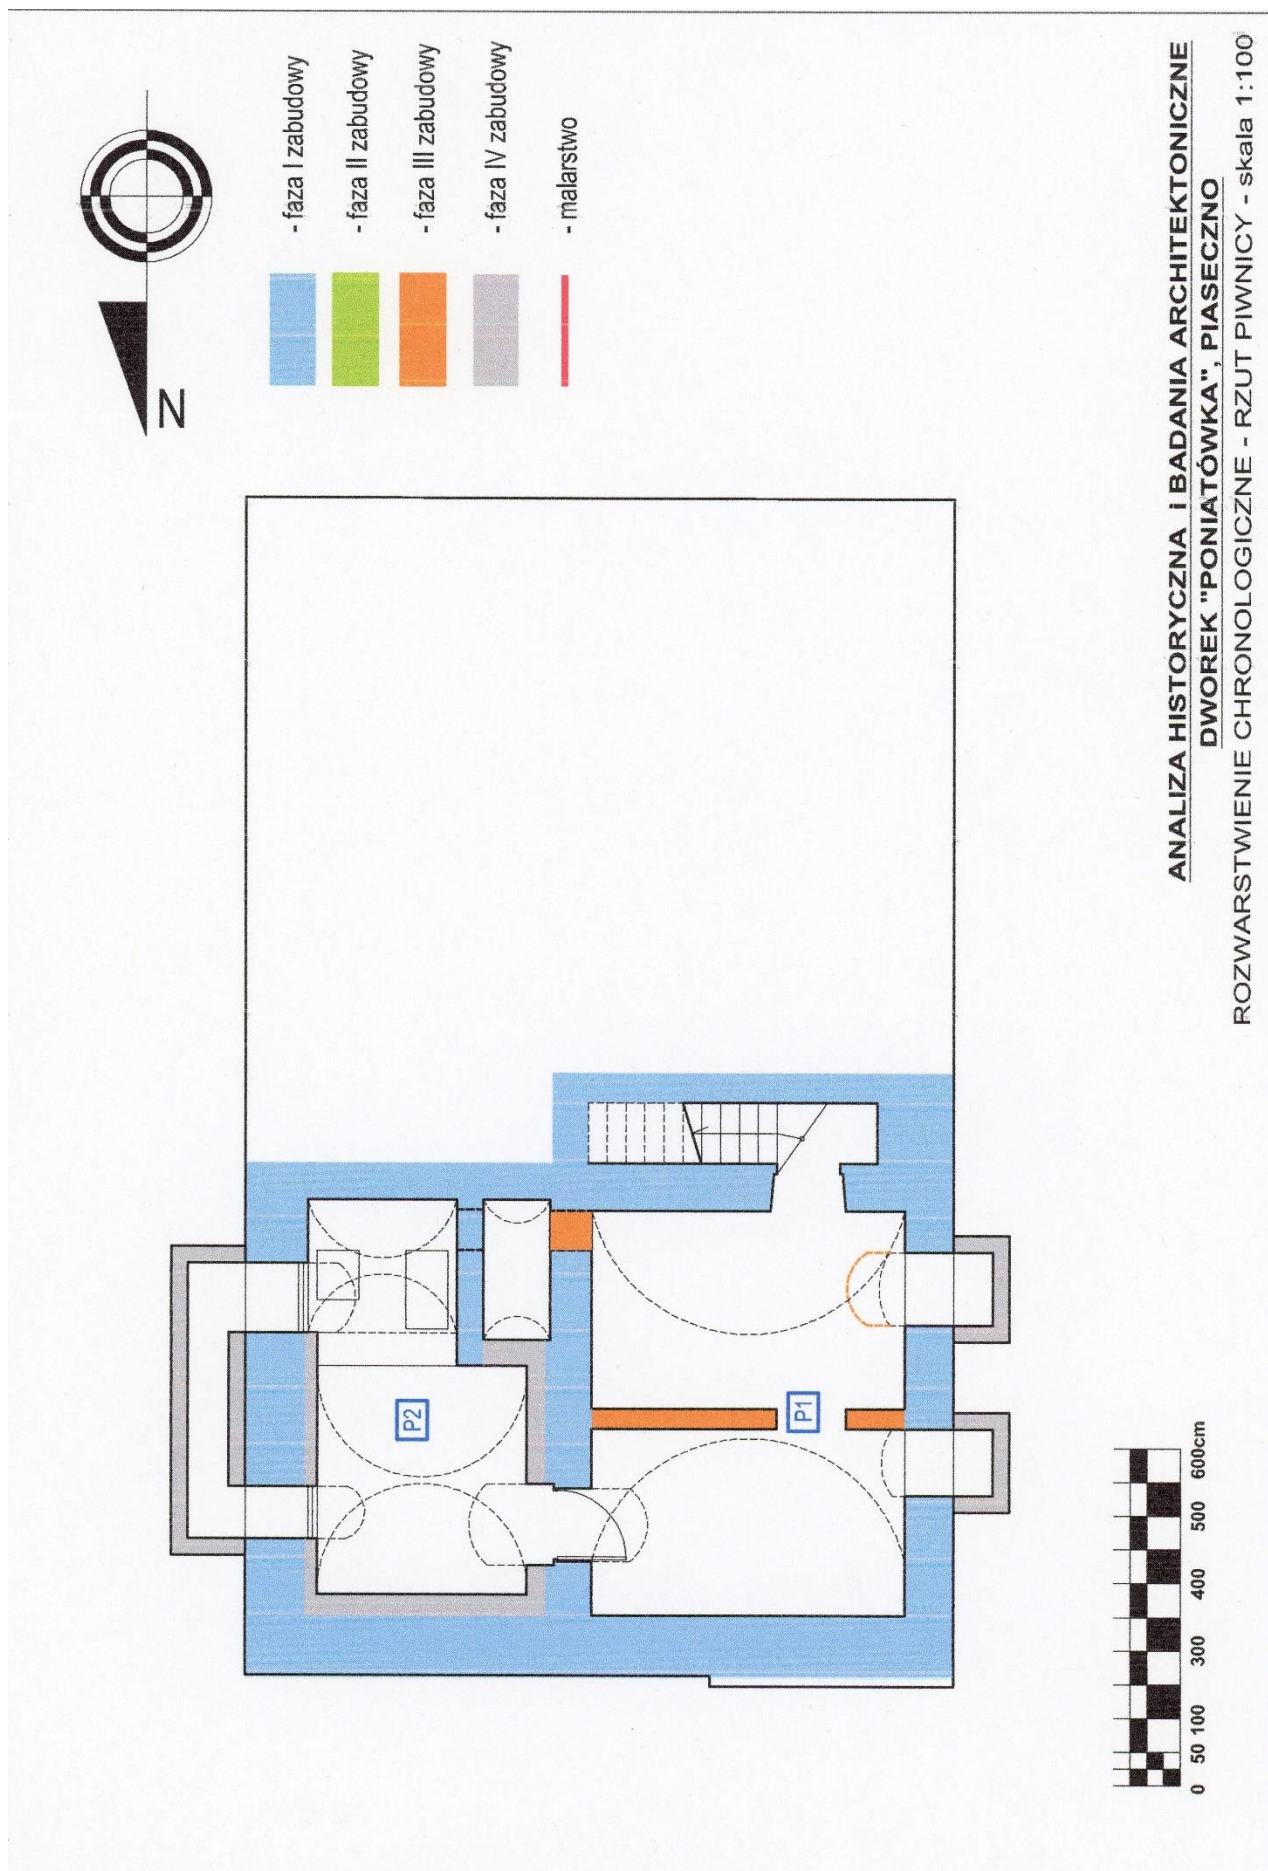 N
- faza I zabudowy
- faza II zabudowy
- faza III zabudowy
- faza IV zabudowy
- malarstwo
P2
P1
0 50 100 300 400 500 600cm
ANALIZA HISTORYCZNA I BADANIA ARCHITEKTONICZNE
DWOREK "PONIATÓWKA", PIASECZNO
ROZWARSTWIENIE CHRONOLOGICZNE - RZUT PIWNICY - skala 1:100